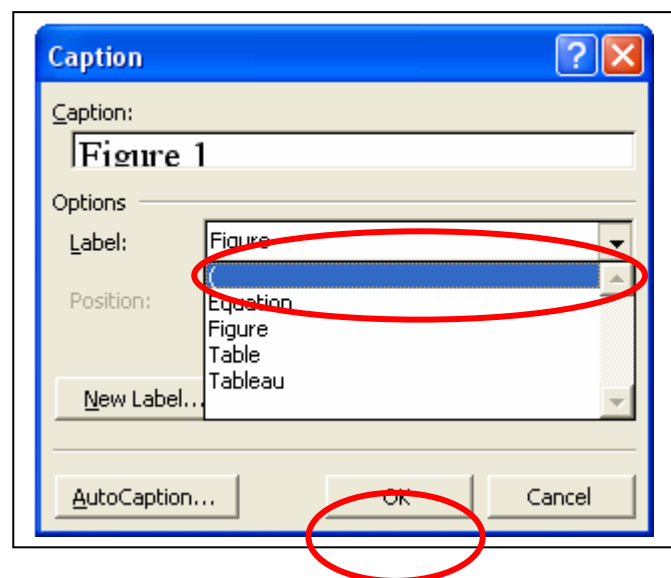 Caption
Caption:
Figure 1
Options
Label: Figure
(
Position: Equation
Figure
Table
Tableau
New Label...
AutoCaption... OK Cancel